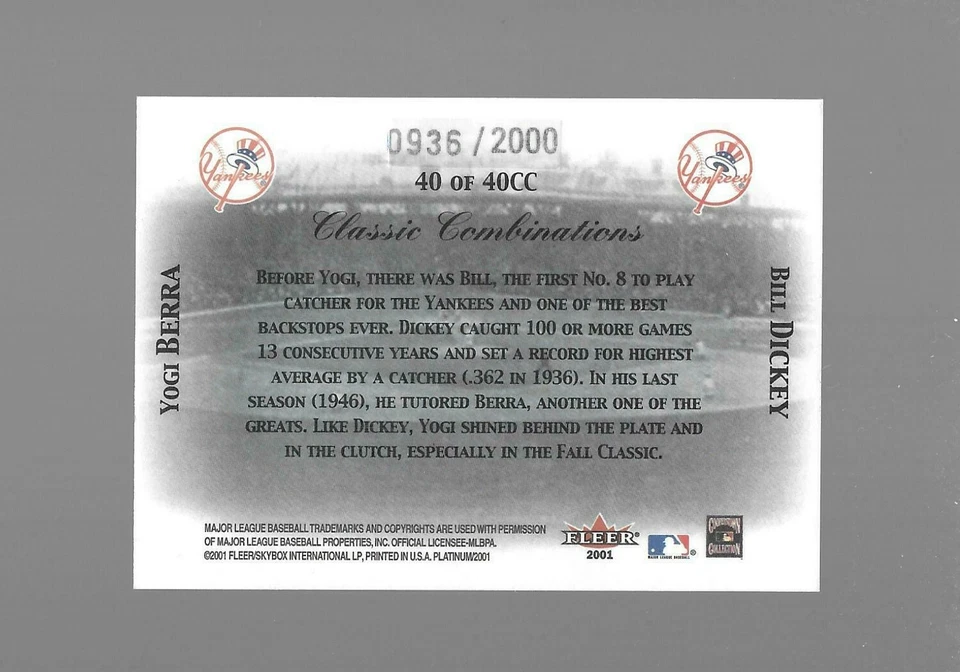 0936/2000
40 OF 40CC
Yankees
Yankees
Classic Combinations
YOGI BERRA
BILL DICKEY
BEFORE YOGI, THERE WAS BILL, THE FIRST NO. 8 TO PLAY
CATCHER FOR THE YANKEES AND ONE OF THE BEST
BACKSTOPS EVER. DICKEY CAUGHT 100 OR MORE GAMES
13 CONSECUTIVE YEARS AND SET A RECORD FOR HIGHEST
AVERAGE BY A CATCHER (.362 IN 1936). IN HIS LAST
SEASON (1946), HE TUTORED BERRA, ANOTHER ONE OF THE
GREATS. LIKE DICKEY, YOGI SHINED BEHIND THE PLATE AND
IN THE CLUTCH, ESPECIALLY IN THE FALL CLASSIC.
MAJOR LEAGUE BASEBALL TRADEMARKS AND COPYRIGHTS ARE USED WITH PERMISSION
OF MAJOR LEAGUE BASEBALL PROPERTIES, INC. OFFICIAL LICENSEE-MLBPA.
©2001 FLEER/SKYBOX INTERNATIONAL LP, PRINTED IN U.S.A. PLATINUM/2001
FLEER®
2001
MAJOR LEAGUE BASEBALL
®
COOPERSTOWN
COLLECTION